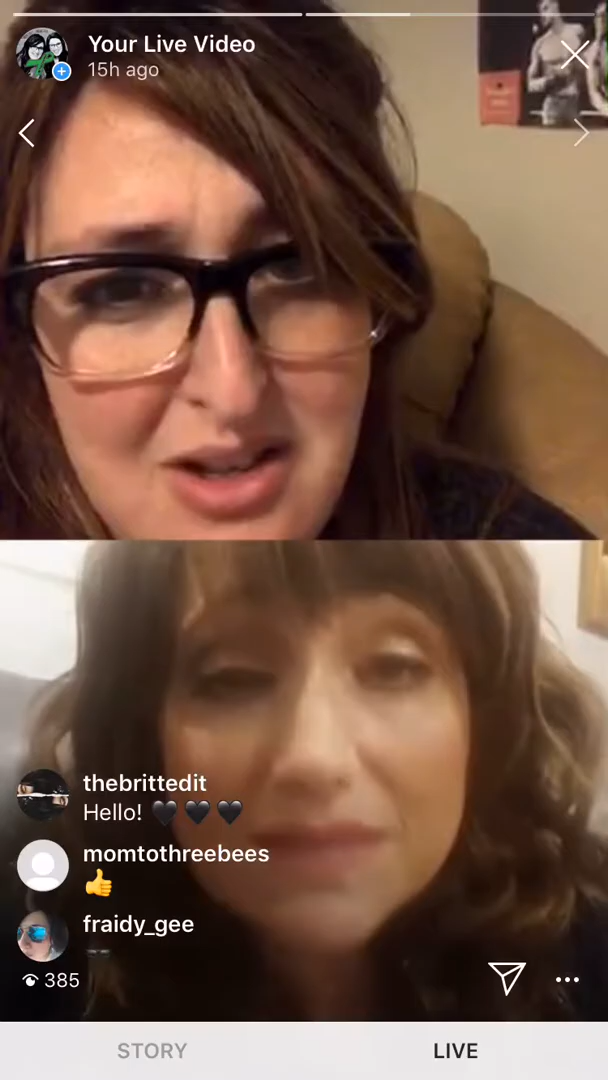 Your Live Video
15h ago
thebrittedit
Hello! 🖤 🖤 🖤
momtothreebees
👍
fraidy_gee
385
STORY LIVE